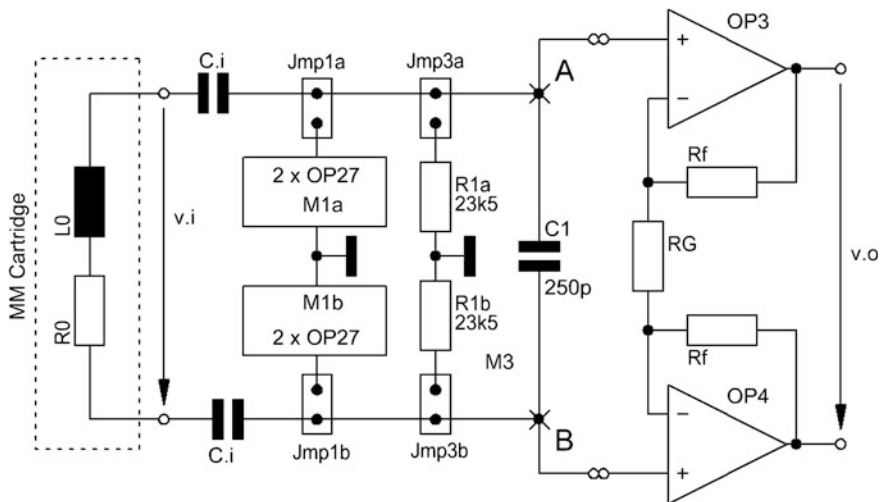 OP3
C.i
Jmp1a
Jmp3a
A
+
−
2 x OP27
M1a
R1a
23k5
Rf
MM Cartridge
L0
v.i
C1
RG
v.o
250p
M1b
2 x OP27
R1b
23k5
R0
M3
Rf
OP4
−
B
+
C.i
Jmp1b
Jmp3b